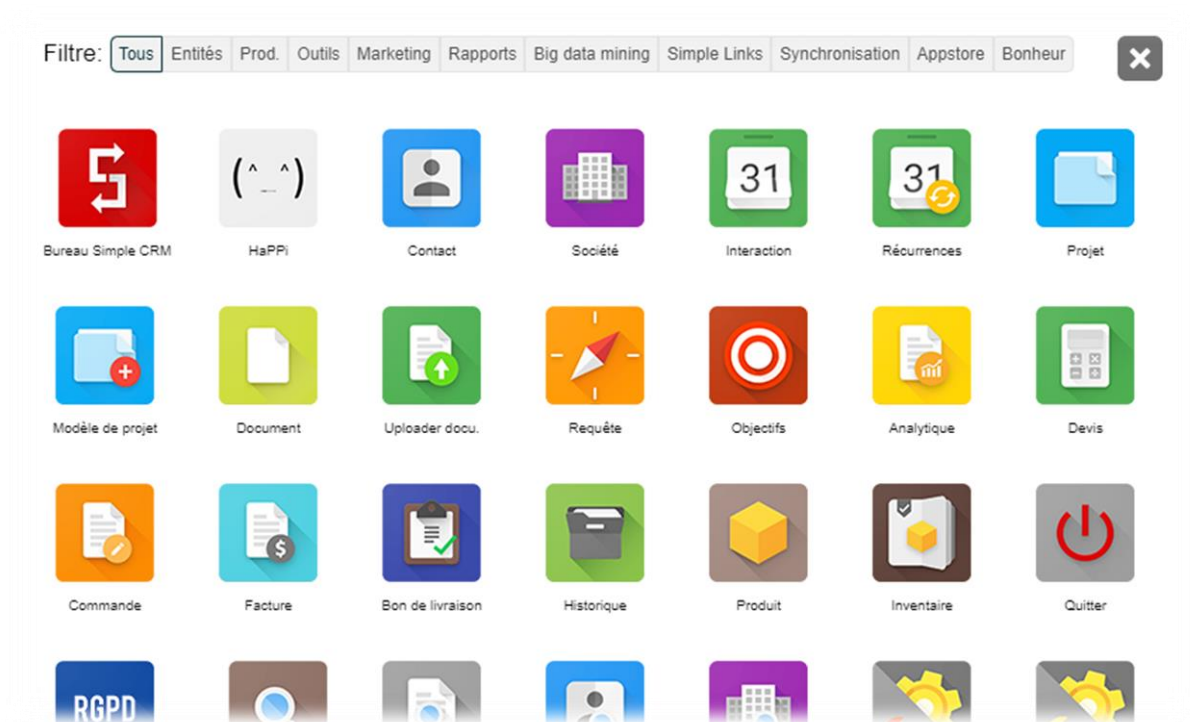 Filtre: Tous Entités Prod. Outils Marketing Rapports Big data mining Simple Links Synchronisation Appstore Bonheur
31 31
Bureau Simple CRM HaPPi Contact Société Interaction Récurrences Projet
Modèle de projet Document Uploader docu. Requête Objectifs Analytique Devis
Commande Facture Bon de livraison Historique Produit Inventaire Quitter
RGPD